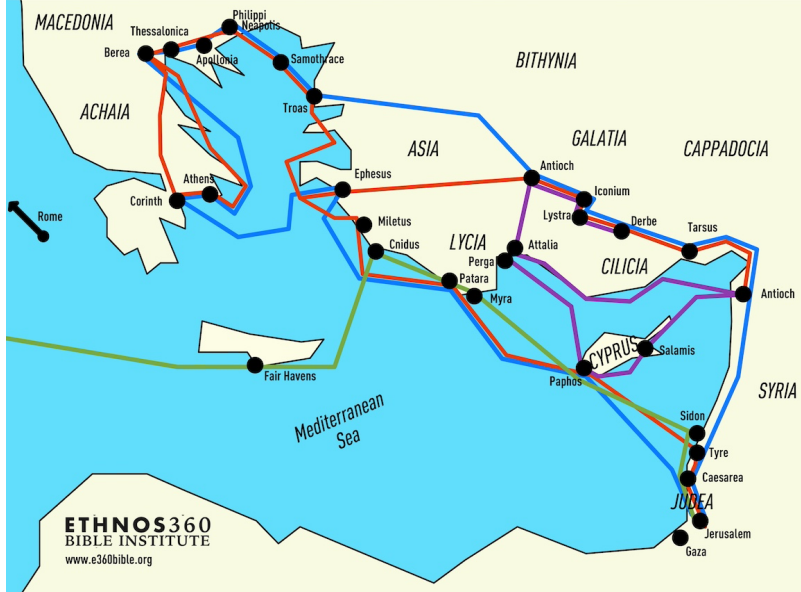 MACEDONIA
Philippi
Neapolis
Thessalonica
Berea
Apollonia
Samothrace
BITHYNIA
Troas
ACHAIA
ASIA
GALATIA
CAPPADOCIA
Athens
Ephesus
Antioch
Iconium
Corinth
Rome
Miletus
Lystra
Derbe
Tarsus
Cnidus
LYCIA
Attalia
Perga
CILICIA
Patara
Myra
Antioch
Fair Havens
CYPRUS
Salamis
Paphos
SYRIA
Mediterranean
Sea
Sidon
Tyre
Caesarea
JUDEA
Jerusalem
Gaza
ETHNOS360
BIBLE INSTITUTE
www.e360bible.org